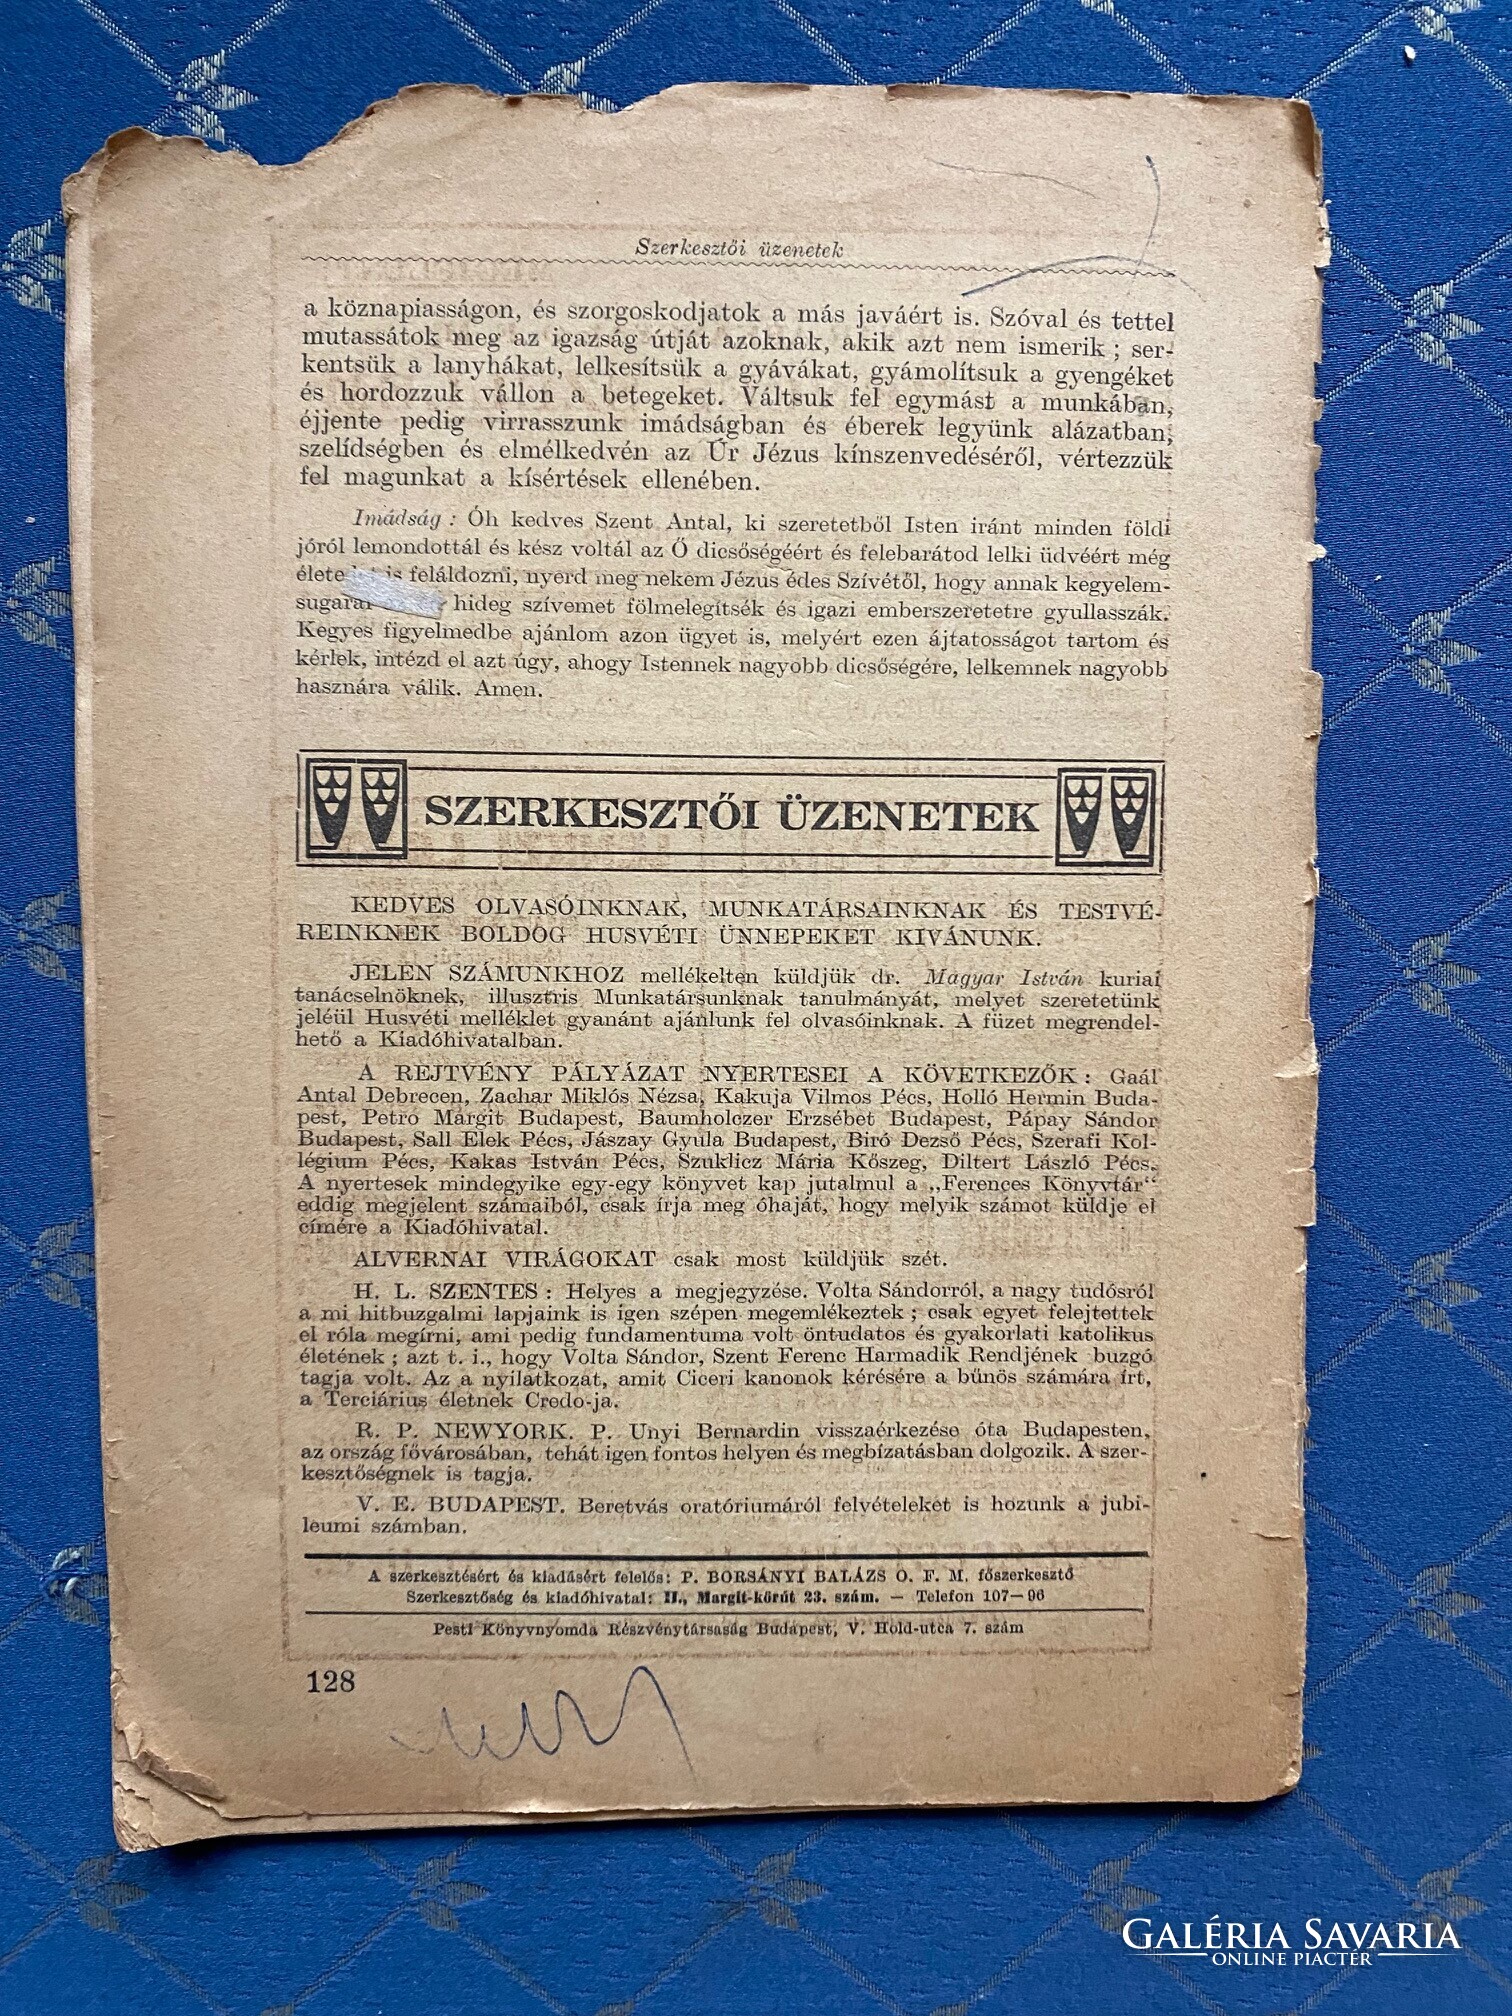 Szerkesztői üzenetek
a köznapiasságon, és szorgoskodjatok a más javáért is. Szóval és tettel
mutassátok meg az igazság útját azoknak, akik azt nem ismerik ; ser-
kentsük a lanyhákat, lelkesítsük a gyávákat, gyámolítsuk a gyengéket
és hordozzuk vállon a betegeket. Váltsuk fel egymást a munkában,
éjjente pedig virrasszunk imádságban és éberek legyünk alázatban,
szelídségben és elmélkedvén az Úr Jézus kínszenvedéséről, vértezzük
fel magunkat a kísértések ellenében.
Imádság : Óh kedves Szent Antal, ki szeretetből Isten iránt minden földi
jóról lemondottál és kész voltál az Ő dicsőségéért és felebarátod lelki üdvéért még
élete is feláldozni, nyerd meg nekem Jézus édes Szívétől, hogy annak kegyelem-
sugarai hideg szívemet fölmelegítsék és igazi emberszeretetre gyullasszák.
Kegyes figyelmedbe ajánlom azon ügyet is, melyért ezen ájtatosságot tartom és
kérlek, intézd el azt úgy, ahogy Istennek nagyobb dicsőségére, lelkemnek nagyobb
hasznára válik. Amen.
SZERKESZTŐI ÜZENETEK
KEDVES OLVASÓINKNAK, MUNKATÁRSAINKNAK ÉS TESTVÉ-
REINKNEK BOLDOG HUSVÉTI ÜNNEPEKET KIVÁNUNK.
JELEN SZÁMUNKHOZ mellékelten küldjük dr. Magyar István kuriai
tanácselnöknek, illusztris Munkatársunknak tanulmányát, melyet szeretetünk
jeléül Husvéti melléklet gyanánt ajánlunk fel olvasóinknak. A füzet megrendel-
hető a Kiadóhivatalban.
A REJTVÉNY PÁLYÁZAT NYERTESEI A KÖVETKEZŐK : Gaál
Antal Debrecen, Zachar Miklós Nézsa, Kakuja Vilmos Pécs, Holló Hermin Buda-
pest, Petro Margit Budapest, Baumholczer Erzsébet Budapest, Pápay Sándor
Budapest, Sall Elek Pécs, Jászay Gyula Budapest, Biró Dezső Pécs, Szerafi Kol-
légium Pécs, Kakas István Pécs, Szuklicz Mária Kőszeg, Diltert László Pécs.
A nyertesek mindegyike egy-egy könyvet kap jutalmul a „Ferences Könyvtár“
eddig megjelent számaiból, csak írja meg óhaját, hogy melyik számot küldje el
címére a Kiadóhivatal.
ALVERNAI VIRÁGOKAT csak most küldjük szét.
H. L. SZENTES : Helyes a megjegyzése. Volta Sándorról, a nagy tudósról
a mi hitbuzgalmi lapjaink is igen szépen megemlékeztek ; csak egyet felejtettek
el róla megírni, ami pedig fundamentuma volt öntudatos és gyakorlati katolikus
életének ; azt t. i., hogy Volta Sándor, Szent Ferenc Harmadik Rendjének buzgó
tagja volt. Az a nyilatkozat, amit Ciceri kanonok kérésére a bűnös számára írt,
a Terciárius életnek Credo-ja.
R. P. NEWYORK. P. Unyi Bernardin visszaérkezése óta Budapesten,
az ország fővárosában, tehát igen fontos helyen és megbízatásban dolgozik. A szer-
kesztőségnek is tagja.
V. E. BUDAPEST. Beretvás oratóriumáról felvételeket is hozunk a jubi-
leumi számban.
A szerkesztésért és kiadásért felelős: P. BORSÁNYI BALÁZS O. F. M. főszerkesztő
Szerkesztőség és kiadóhivatal: II., Margit-körút 23. szám. — Telefon 107—96
Pesti Könyvnyomda Részvénytársaság Budapest, V. Hold-utca 7. szám
128
GALÉRIA SAVARIA
ONLINE PIACTÉR